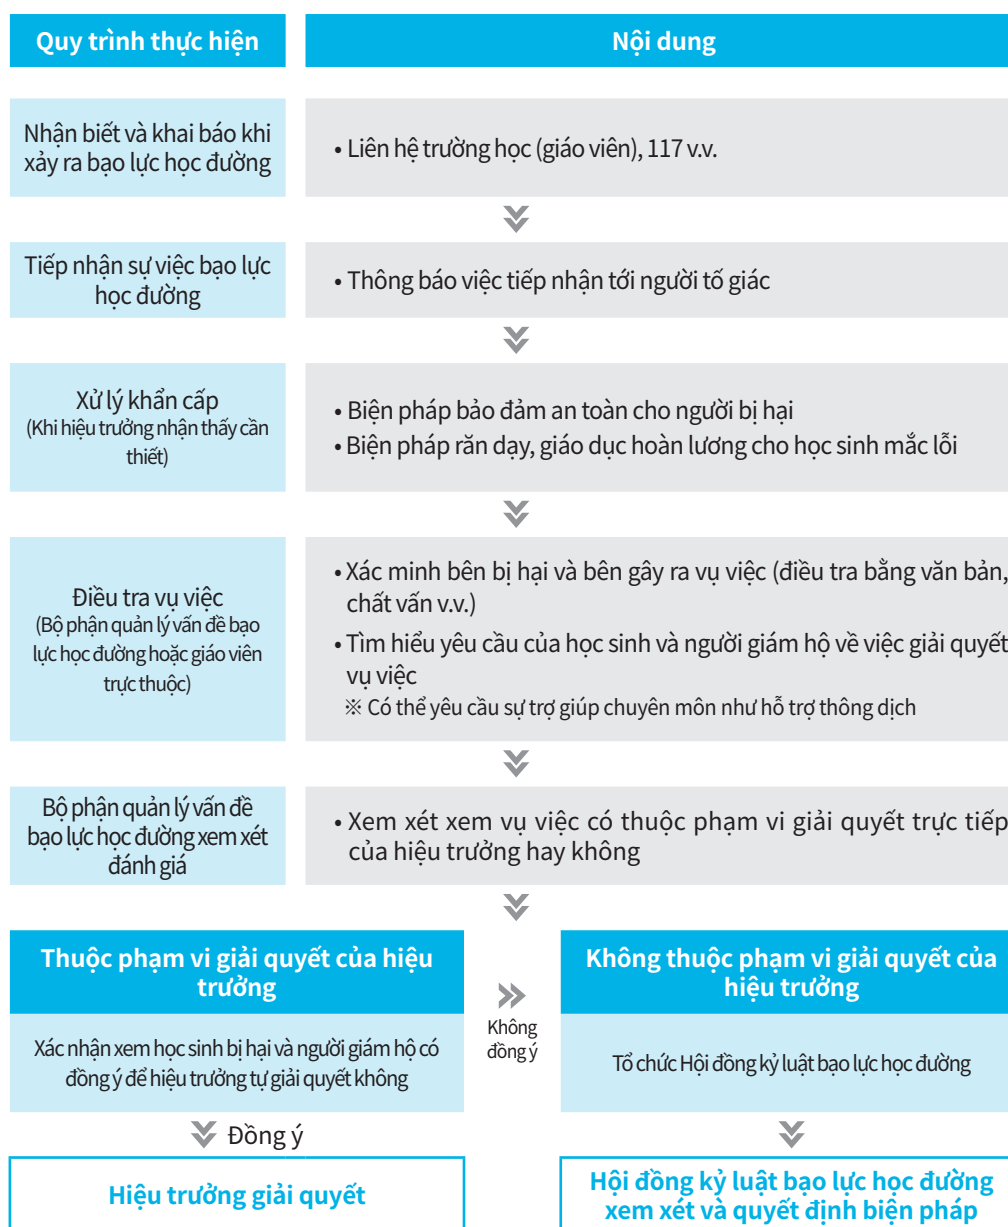 Quy trình thực hiện
Nội dung
Nhận biết và khai báo khi
xảy ra bạo lực học đường
• Liên hệ trường học (giáo viên), 117 v.v.
Tiếp nhận sự việc bạo lực
học đường
• Thông báo việc tiếp nhận tới người tố giác
Xử lý khẩn cấp
(Khi hiệu trưởng nhận thấy cần
thiết)
• Biện pháp bảo đảm an toàn cho người bị hại
• Biện pháp răn dạy, giáo dục hoàn lương cho học sinh mắc lỗi
Điều tra vụ việc
(Bộ phận quản lý vấn đề bạo
lực học đường hoặc giáo viên
trực thuộc)
• Xác minh bên bị hại và bên gây ra vụ việc (điều tra bằng văn bản,
chất vấn v.v.)
• Tìm hiểu yêu cầu của học sinh và người giám hộ về việc giải quyết
vụ việc
※ Có thể yêu cầu sự trợ giúp chuyên môn như hỗ trợ thông dịch
Bộ phận quản lý vấn đề
bạo lực học đường xem xét
đánh giá
• Xem xét xem vụ việc có thuộc phạm vi giải quyết trực tiếp
của hiệu trưởng hay không
Thuộc phạm vi giải quyết của hiệu
trưởng
Xác nhận xem học sinh bị hại và người giám hộ có
đồng ý để hiệu trưởng tự giải quyết không
Không
đồng ý
Không thuộc phạm vi giải quyết của
hiệu trưởng
Tổ chức Hội đồng kỷ luật bạo lực học đường
Đồng ý
Hiệu trưởng giải quyết
Hội đồng kỷ luật bạo lực học đường
xem xét và quyết định biện pháp